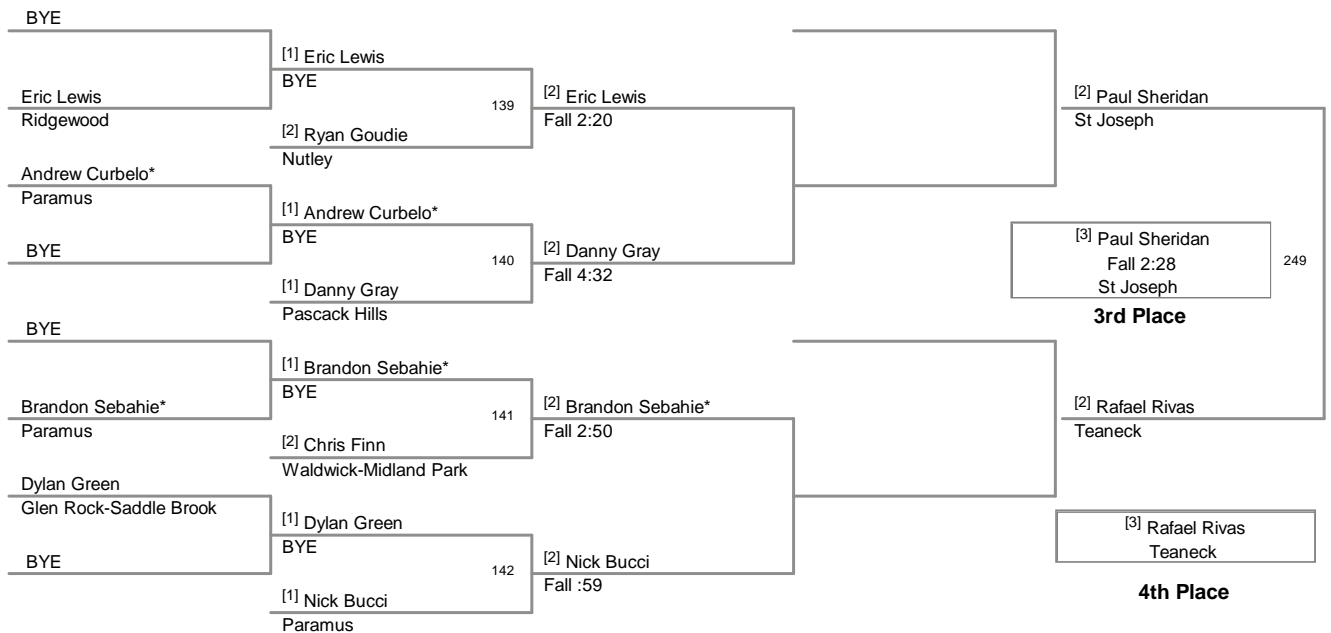 BYE
Eric Lewis
Ridgewood
Andrew Curbelo*
Paramus
BYE
BYE
Brandon Sebahie*
Paramus
Dylan Green
Glen Rock-Saddle Brook
BYE
[1] Eric Lewis
BYE
139
[2] Ryan Goudie
Nutley
[1] Andrew Curbelo*
BYE
140
[1] Danny Gray
Pascack Hills
[1] Brandon Sebahie*
BYE
141
[2] Chris Finn
Waldwick-Midland Park
[1] Dylan Green
BYE
142
[1] Nick Bucci
Paramus
[2] Eric Lewis
Fall 2:20
[2] Danny Gray
Fall 4:32
[2] Brandon Sebahie*
Fall 2:50
[2] Nick Bucci
Fall :59
[2] Paul Sheridan
St Joseph
[3] Paul Sheridan
Fall 2:28
St Joseph
249
3rd Place
[2] Rafael Rivas
Teaneck
[3] Rafael Rivas
Teaneck
4th Place